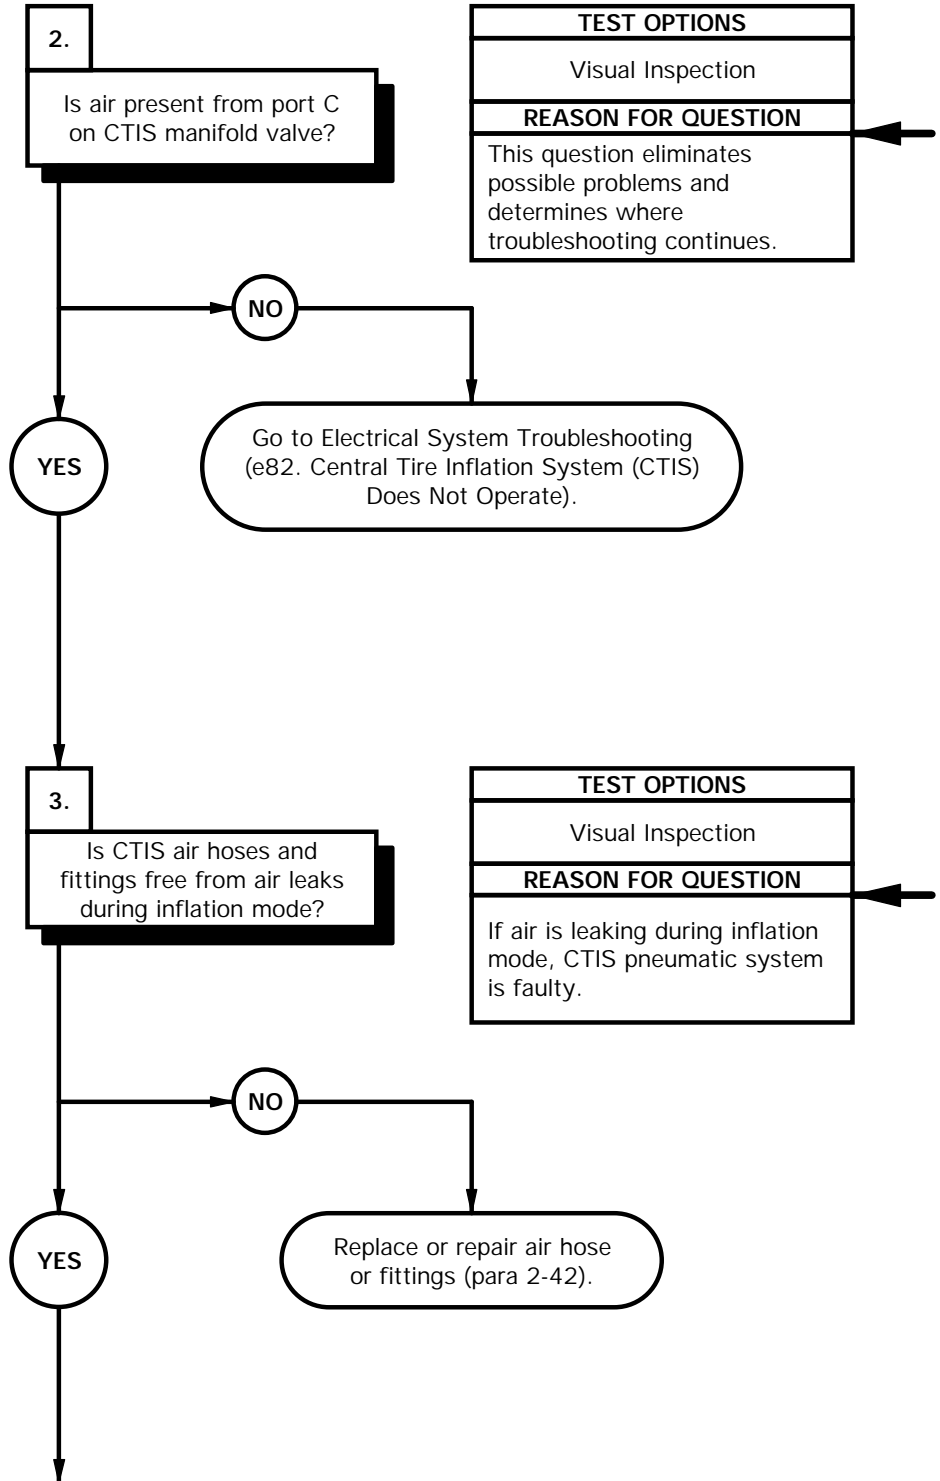 2.
Is air present from port C
on CTIS manifold valve?
TEST OPTIONS
Visual Inspection
REASON FOR QUESTION
This question eliminates
possible problems and
determines where
troubleshooting continues.
NO
YES
Go to Electrical System Troubleshooting
(e82. Central Tire Inflation System (CTIS)
Does Not Operate).
3.
Is CTIS air hoses and
fittings free from air leaks
during inflation mode?
TEST OPTIONS
Visual Inspection
REASON FOR QUESTION
If air is leaking during inflation
mode, CTIS pneumatic system
is faulty.
NO
YES
Replace or repair air hose
or fittings (para 2-42).